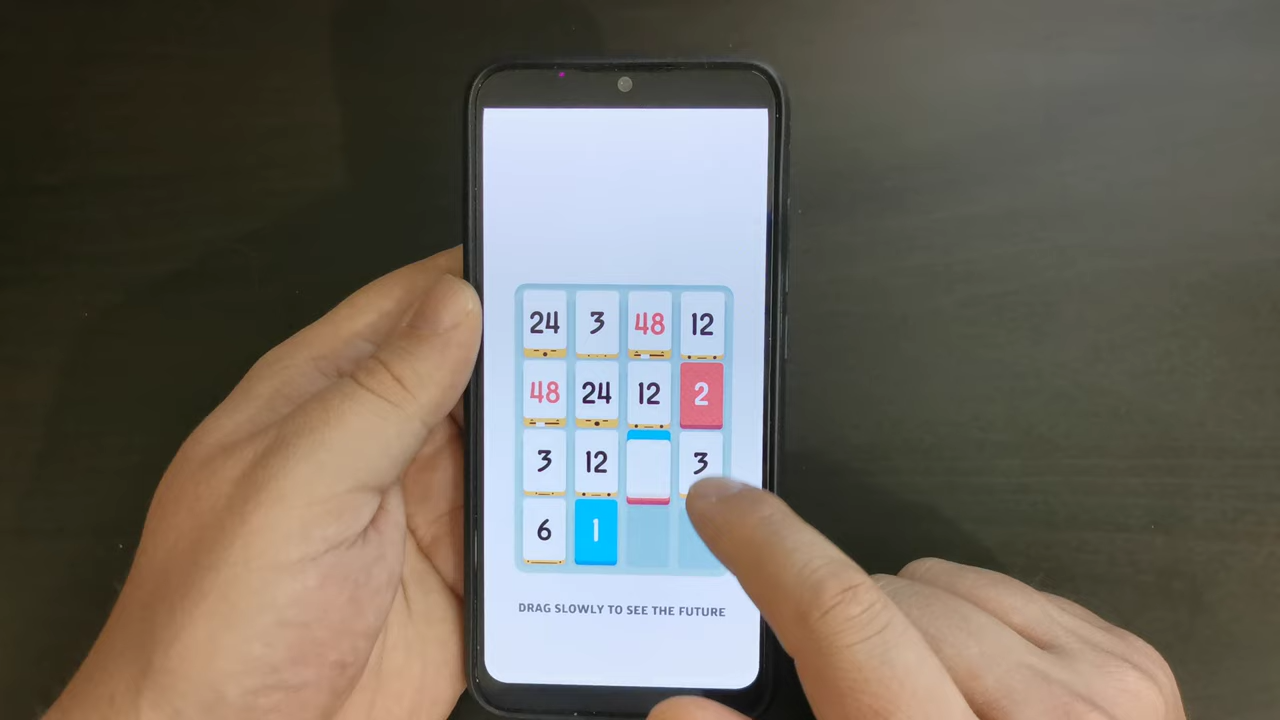 24 3 48 12
48 24 12 2
3 12 3
6 1
DRAG SLOWLY TO SEE THE FUTURE